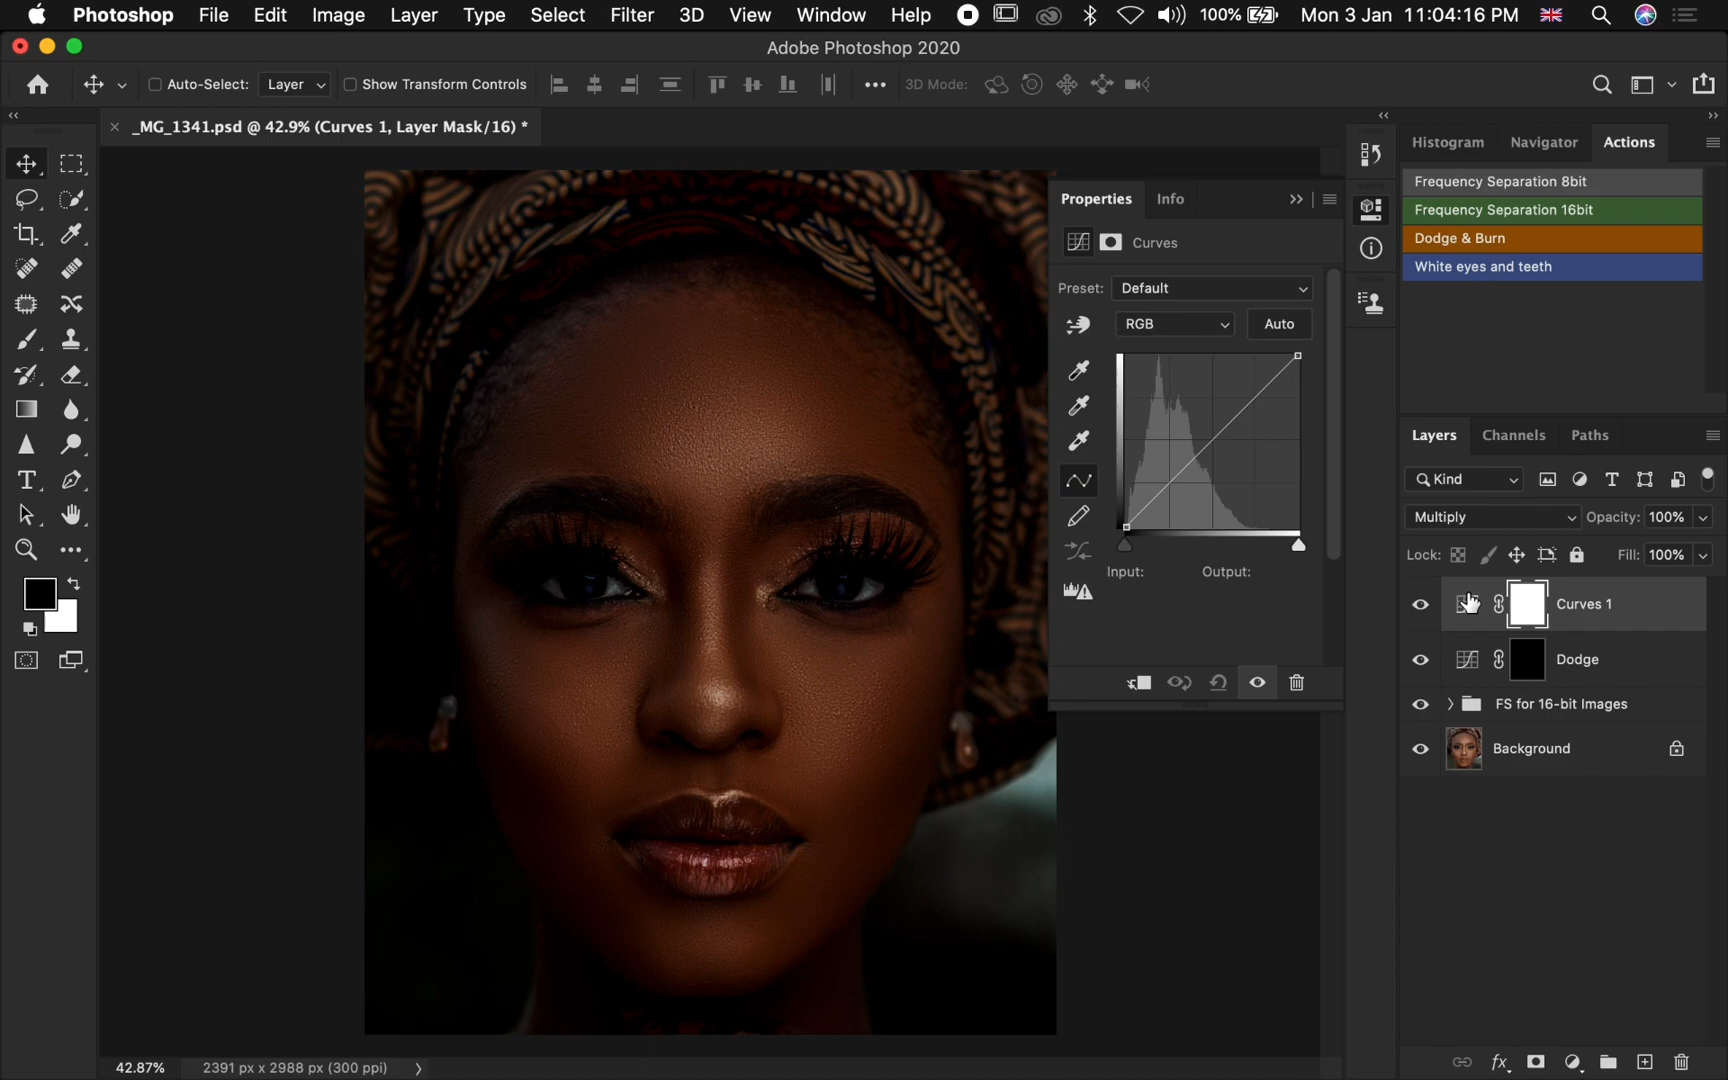 Photoshop File Edit Image Layer Type Select Filter 3D View Window Help 100% Mon 3 Jan 11:04:16 PM
Adobe Photoshop 2020
Auto-Select: Layer Show Transform Controls 3D Mode:
_MG_1341.psd @ 42.9% (Curves 1, Layer Mask/16) *
Histogram Navigator Actions
Frequency Separation 8bit
Frequency Separation 16bit
Dodge & Burn
White eyes and teeth
Properties Info
Curves
Preset: Default
RGB Auto
Input: Output:
Layers Channels Paths
Kind
Multiply Opacity: 100%
Lock: Fill: 100%
Curves 1
Dodge
FS for 16-bit Images
Background
42.87% 2391 px x 2988 px (300 ppi)